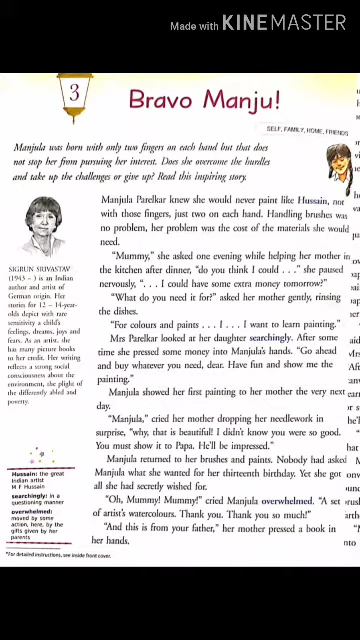 Made with KINEMASTER
3
Bravo Manju!
SELF, FAMILY, HOME, FRIENDS
Manjula was born with only two fingers on each hand but that does
not stop her from pursuing her interest. Does she overcome the hurdles
and take up the challenges or give up? Read this inspiring story.
Manjula Parelkar knew she would never paint like Hussain, not
with those fingers, just two on each hand. Handling brushes was
no problem, her problem was the cost of the materials she would
need.
"Mummy," she asked one evening while helping her mother in
the kitchen after dinner, "do you think I could . . ." she paused
nervously, ". . . I could have some extra money tomorrow?"
"What do you need it for?" asked her mother gently, rinsing
the dishes.
"For colours and paints . . . I . . . I want to learn painting."
Mrs Parelkar looked at her daughter searchingly. After some
time she pressed some money into Manjula's hands. "Go ahead
and buy whatever you need, dear. Have fun and show me the
painting."
Manjula showed her first painting to her mother the very next
day.
"Manjula," cried her mother dropping her needlework in
surprise, "why, that is beautiful! I didn't know you were so good.
You must show it to Papa. He'll be impressed."
Manjula returned to her brushes and paints. Nobody had asked
Manjula what she wanted for her thirteenth birthday. Yet she got
all she had secretly wished for.
"Oh, Mummy! Mummy!" cried Manjula overwhelmed. "A set
of artist's watercolours. Thank you. Thank you so much!"
"And this is from your father," her mother pressed a book in
her hands.
SIGRUN SRIVASTAV
(1943 – ) is an Indian
author and artist of
German origin. Her
stories for 12 – 14-year-
olds depict with rare
sensitivity a child's
feelings, dreams, joys and
fears. As an artist, she
has many picture books
to her credit. Her writing
reflects a strong social
consciousness about the
environment, the plight of
the differently abled and
poverty.
Hussain: the great
Indian artist
M F Hussain
searchingly: in a
questioning manner
overwhelmed:
moved by some
action, here, by the
gifts given by her
parents
*For detailed instructions, see inside front cover.